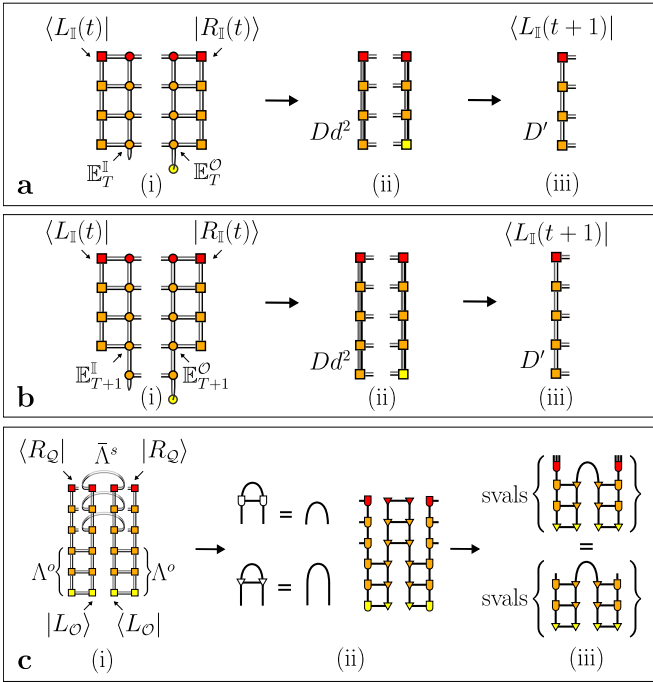 ⟨L_𝕀(t)| |R_𝕀(t)⟩ ⟨L_𝕀(t+1)|
Dd² D′
𝔼_T^𝕀 𝔼_T^𝒪
a (i) (ii) (iii)
⟨L_𝕀(t)| |R_𝕀(t)⟩ ⟨L_𝕀(t+1)|
Dd² D′
𝔼_{T+1}^𝕀 𝔼_{T+1}^𝒪
b (i) (ii) (iii)
⟨R_𝒬| Λ̄^s |R_𝒬⟩
svals { }
= =
Λ^o { } Λ^o
svals { }
|L_𝒪⟩ ⟨L_𝒪|
c (i) (ii) (iii)
=